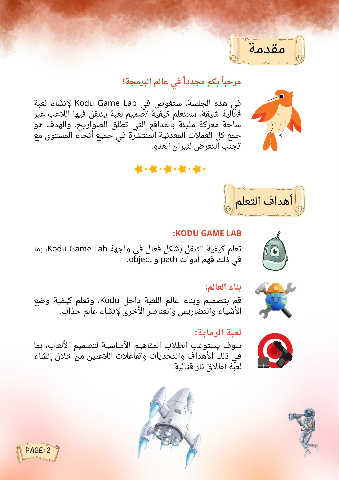 مقدمة
مرحباً بكم مجدداً في عالم البرمجة!
في هذه الجلسة، سنغوص في Kodu Game Lab لإنشاء لعبة
قتالية شيقة. سنتعلم كيفية تصميم لعبة يتنقل فيها اللاعب عبر
ساحة معركة مليئة بالمدافع التي تطلق الصواريخ، والهدف هو
جمع كل العملات المعدنية المنتشرة في جميع أنحاء المستوى مع
تجنب التعرض لنيران العدو.
أهداف التعلم
KODU GAME LAB:
تعلم كيفية التنقل بشكل فعال في واجهة Kodu Game Lab، بما
في ذلك فهم أدوات path و object.
بناء العالم:
قم بتصميم وبناء عالم اللعبة داخل Kodu، وتعلم كيفية وضع
الأشياء والتضاريس والعناصر الأخرى لإنشاء عالم جذاب.
لعبة الرماية:
سوف يستوعب الطلاب المفاهيم الأساسية لتصميم الألعاب، بما
في ذلك الأهداف والتحديات وتفاعلات اللاعبين من خلال إنشاء
لعبة إطلاق نار قتالية.
PAGE-2